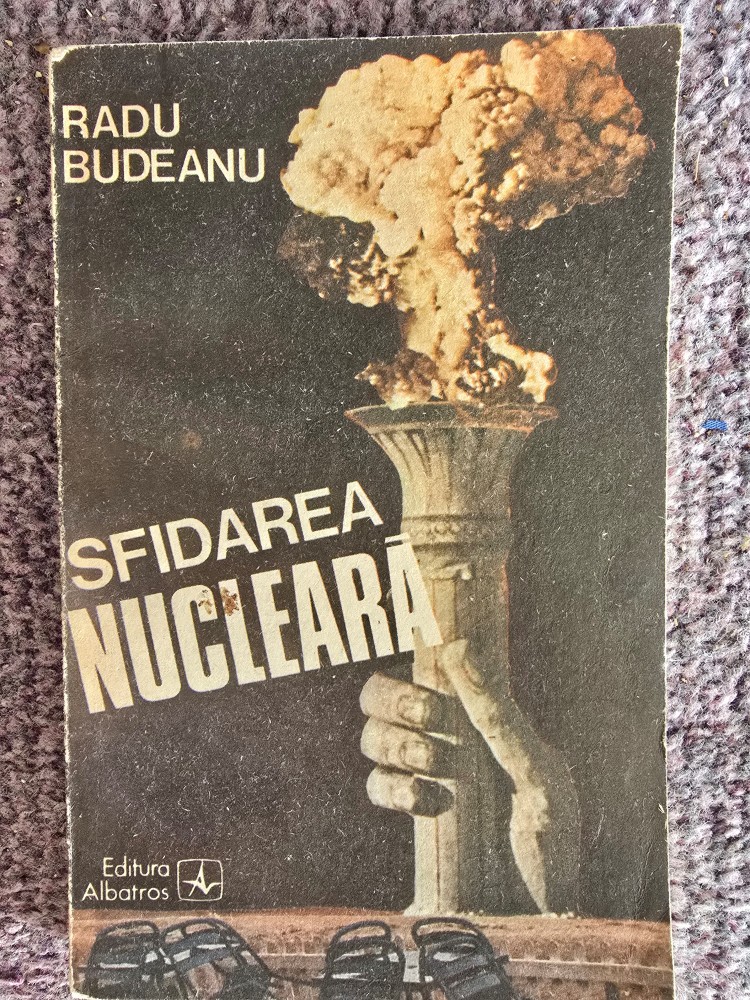 RADU
BUDEANU
SFIDAREA
NUCLEARĂ
Editura
Albatros